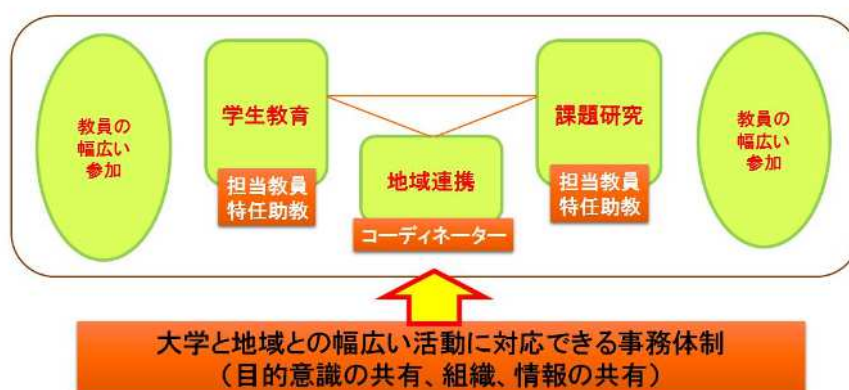 教員の
幅広い
参加
学生教育
担当教員
特任助教
地域連携
コーディネーター
課題研究
担当教員
特任助教
教員の
幅広い
参加
大学と地域との幅広い活動に対応できる事務体制
（目的意識の共有、組織、情報の共有）